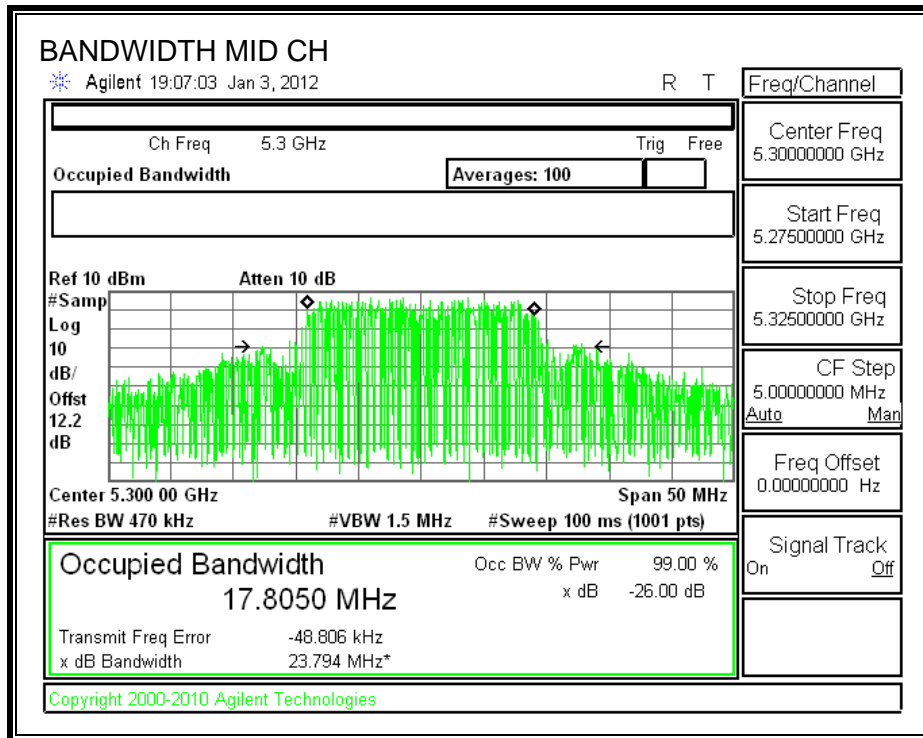 BANDWIDTH MID CH
Agilent 19:07:03 Jan 3, 2012 R T
Freq/Channel
Ch Freq 5.3 GHz Trig Free
Occupied Bandwidth Averages: 100
Center Freq
5.30000000 GHz
Start Freq
5.27500000 GHz
Stop Freq
5.32500000 GHz
CF Step
5.00000000 MHz
Auto Man
Freq Offset
0.00000000 Hz
Signal Track
On Off
Ref 10 dBm Atten 10 dB
#Samp
Log
10
dB/
Offst
12.2
dB
Center 5.300 00 GHz Span 50 MHz
#Res BW 470 kHz #VBW 1.5 MHz #Sweep 100 ms (1001 pts)
Occupied Bandwidth Occ BW % Pwr 99.00 %
17.8050 MHz x dB -26.00 dB
Transmit Freq Error -48.806 kHz
x dB Bandwidth 23.794 MHz*
Copyright 2000-2010 Agilent Technologies